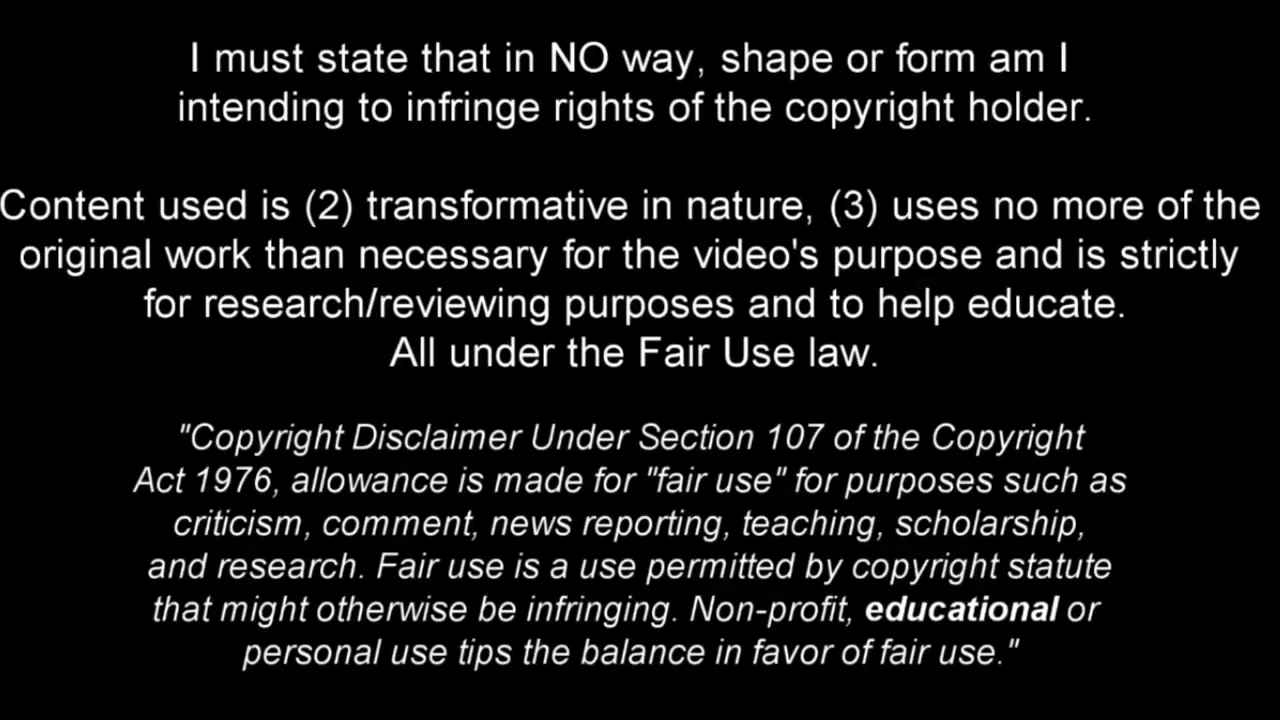 I must state that in NO way, shape or form am I
intending to infringe rights of the copyright holder.
Content used is (2) transformative in nature, (3) uses no more of the
original work than necessary for the video's purpose and is strictly
for research/reviewing purposes and to help educate.
All under the Fair Use law.
"Copyright Disclaimer Under Section 107 of the Copyright
Act 1976, allowance is made for "fair use" for purposes such as
criticism, comment, news reporting, teaching, scholarship,
and research. Fair use is a use permitted by copyright statute
that might otherwise be infringing. Non-profit, educational or
personal use tips the balance in favor of fair use."